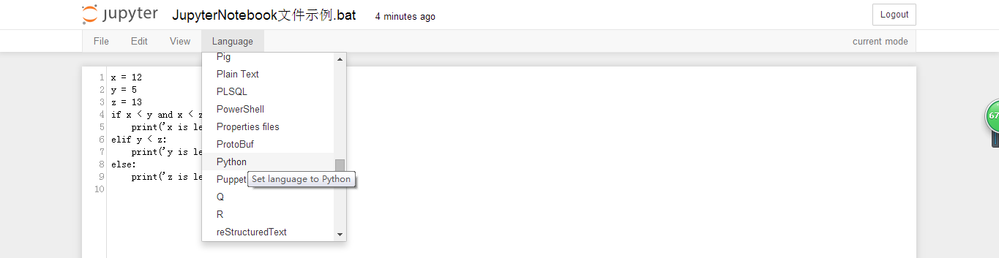 jupyter JupyterNotebook文件示例.bat 4 minutes ago Logout
File Edit View Language current mode
Pig
Plain Text
PLSQL
PowerShell
Properties files
ProtoBuf
Python
Set language to Python
Puppet
Q
R
reStructuredText
1 x = 12
2 y = 5
3 z = 13
4 if x < y and x < z
5 print('x is le
6 elif y < z:
7 print('y is le
8 else:
9 print('z is le
10
67